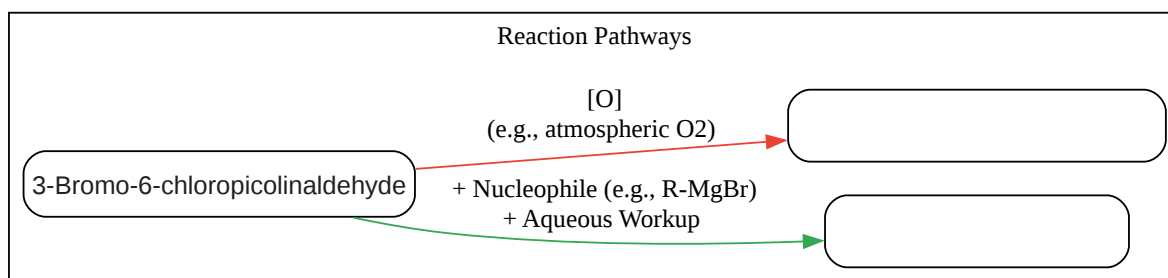 Reaction Pathways
[O]
(e.g., atmospheric O2)
3-Bromo-6-chloropicolinaldehyde
+ Nucleophile (e.g., R-MgBr)
+ Aqueous Workup